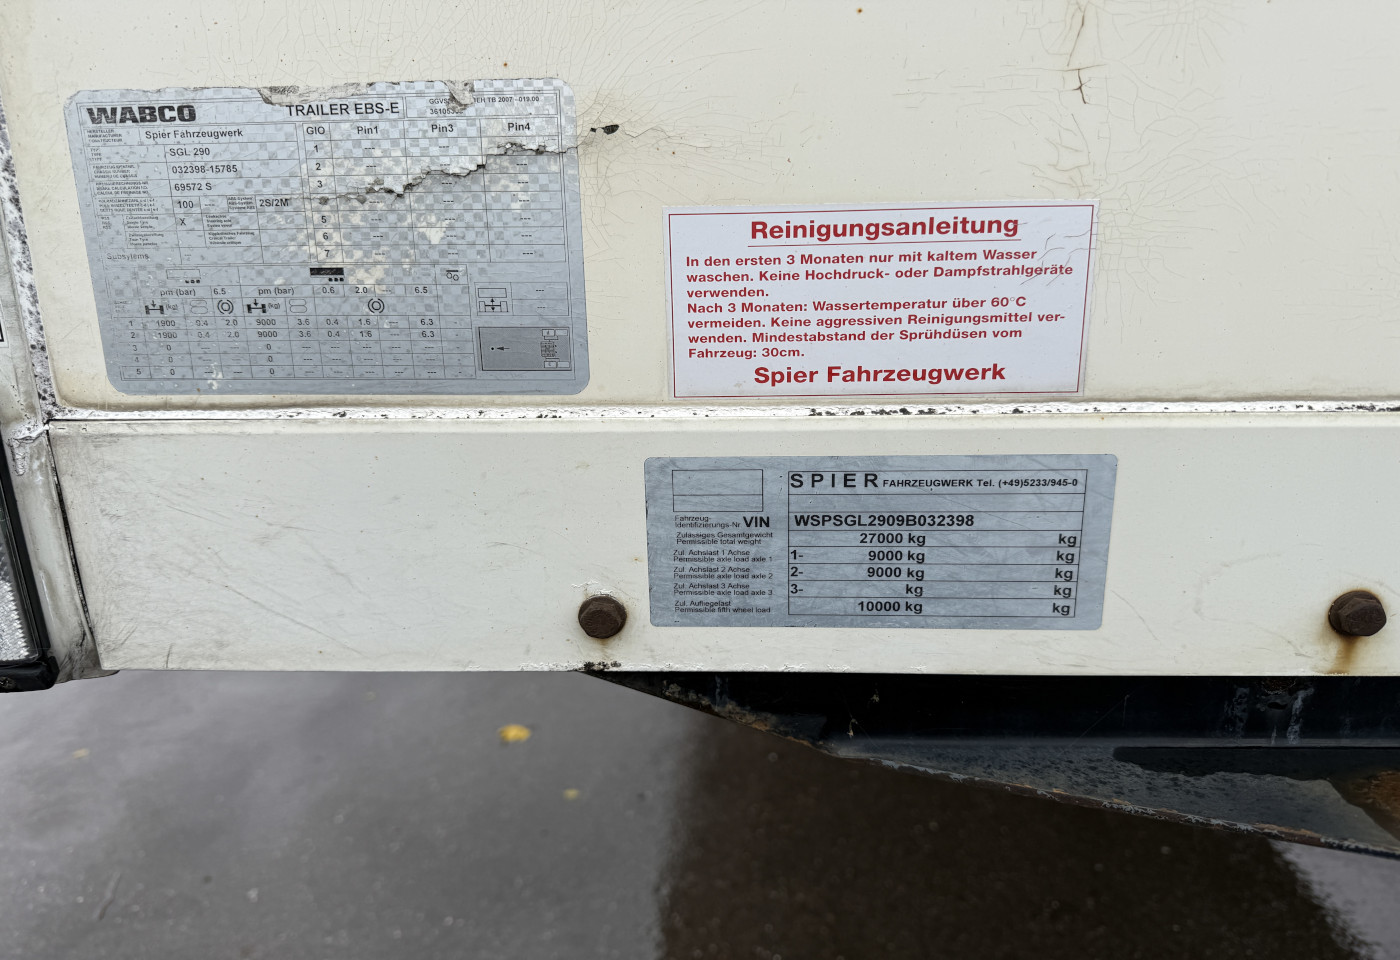 WABCO TRAILER EBS-E
Spier Fahrzeugwerk GIO Pin1 Pin3 Pin4
SGL 290 1 --- ---
032398-15785 2 --- ---
69572 S 3 ---
100 2S/2M
X 5 --- --- ---
6 --- --- ---
Subsytems --- 7 --- --- ---
pm (bar) 6.5 pm (bar) 0.6 2.0 6.5 ---
[kg] [kg] ---
1 1900 0.4 2.0 9000 3.6 0.4 1.6 --- 6.3
2 1900 0.4 2.0 9000 3.6 0.4 1.6 --- 6.3
3 0 --- --- 0 --- --- --- --- ---
4 0 --- --- 0 --- --- --- --- ---
5 0 --- --- 0 --- --- --- --- ---
Reinigungsanleitung
In den ersten 3 Monaten nur mit kaltem Wasser
waschen. Keine Hochdruck- oder Dampfstrahlgeräte
verwenden.
Nach 3 Monaten: Wassertemperatur über 60°C
vermeiden. Keine aggressiven Reinigungsmittel ver-
wenden. Mindestabstand der Sprühdüsen vom
Fahrzeug: 30cm.
Spier Fahrzeugwerk
SPIER FAHRZEUGWERK Tel. (+49)5233/945-0
Fahrzeug-
Identifizierungs-Nr. VIN WSPSGL2909B032398
Zulässiges Gesamtgewicht
Permissible total weight 27000 kg kg
Zul. Achslast 1 Achse
Permissible axle load axle 1 1- 9000 kg kg
Zul. Achslast 2 Achse
Permissible axle load axle 2 2- 9000 kg kg
Zul. Achslast 3 Achse
Permissible axle load axle 3 3- kg kg
Zul. Aufliegelast
Permissible fifth wheel load 10000 kg kg